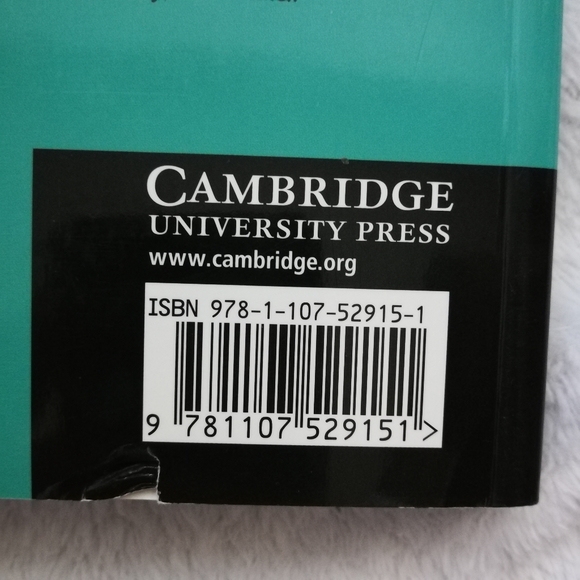 CAMBRIDGE
UNIVERSITY PRESS
www.cambridge.org
ISBN 978-1-107-52915-1
9 781107 529151 >